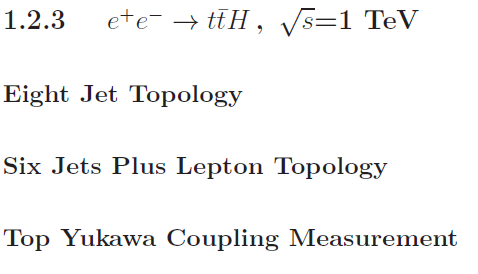 1.2.3 e⁺e⁻ → tt̄H , √s=1 TeV
Eight Jet Topology
Six Jets Plus Lepton Topology
Top Yukawa Coupling Measurement